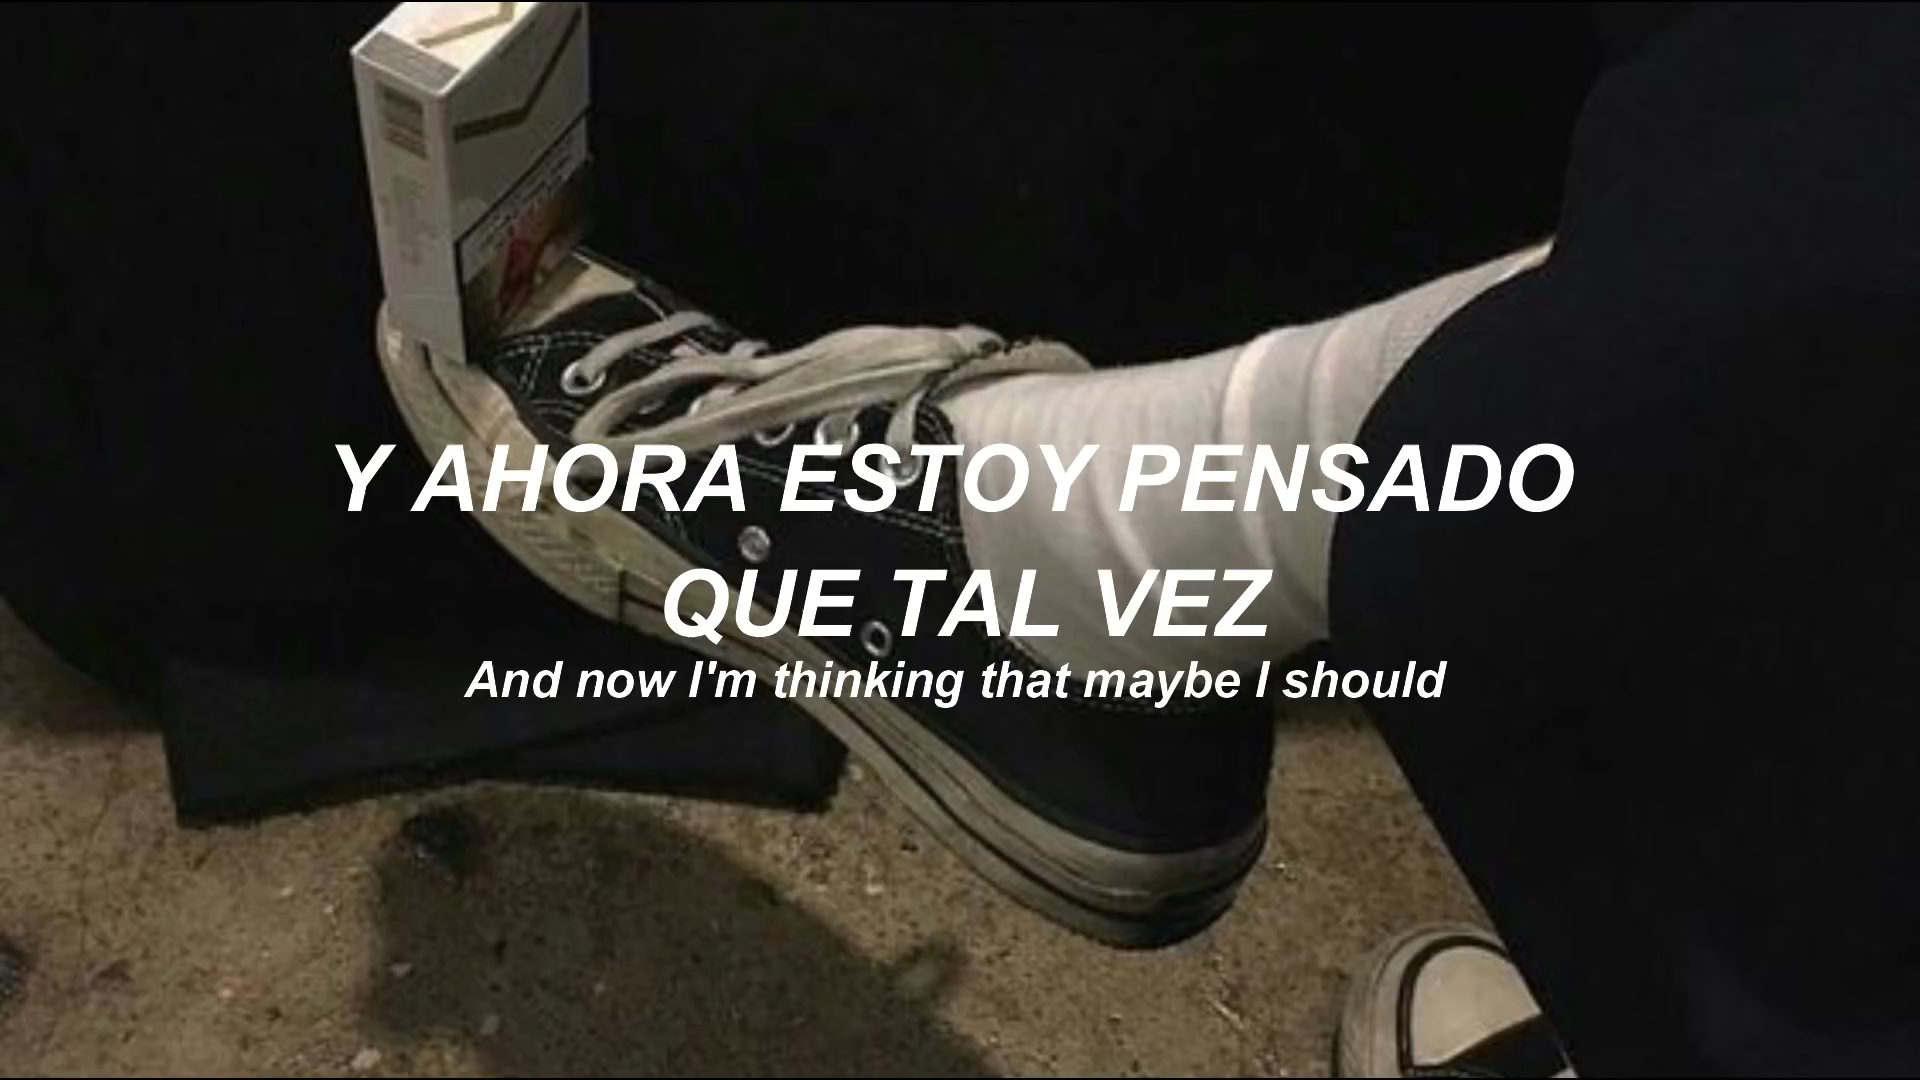 Y AHORA ESTOY PENSADO
QUE TAL VEZ
And now I'm thinking that maybe I should